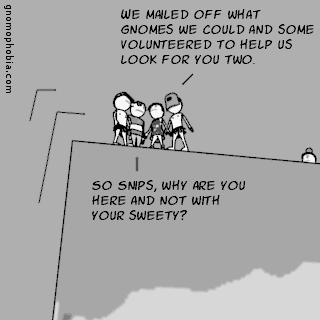 gnomophobia.com
WE MAILED OFF WHAT
GNOMES WE COULD AND SOME
VOLUNTEERED TO HELP US
LOOK FOR YOU TWO.
SO SNIPS, WHY ARE YOU
HERE AND NOT WITH
YOUR SWEETY?